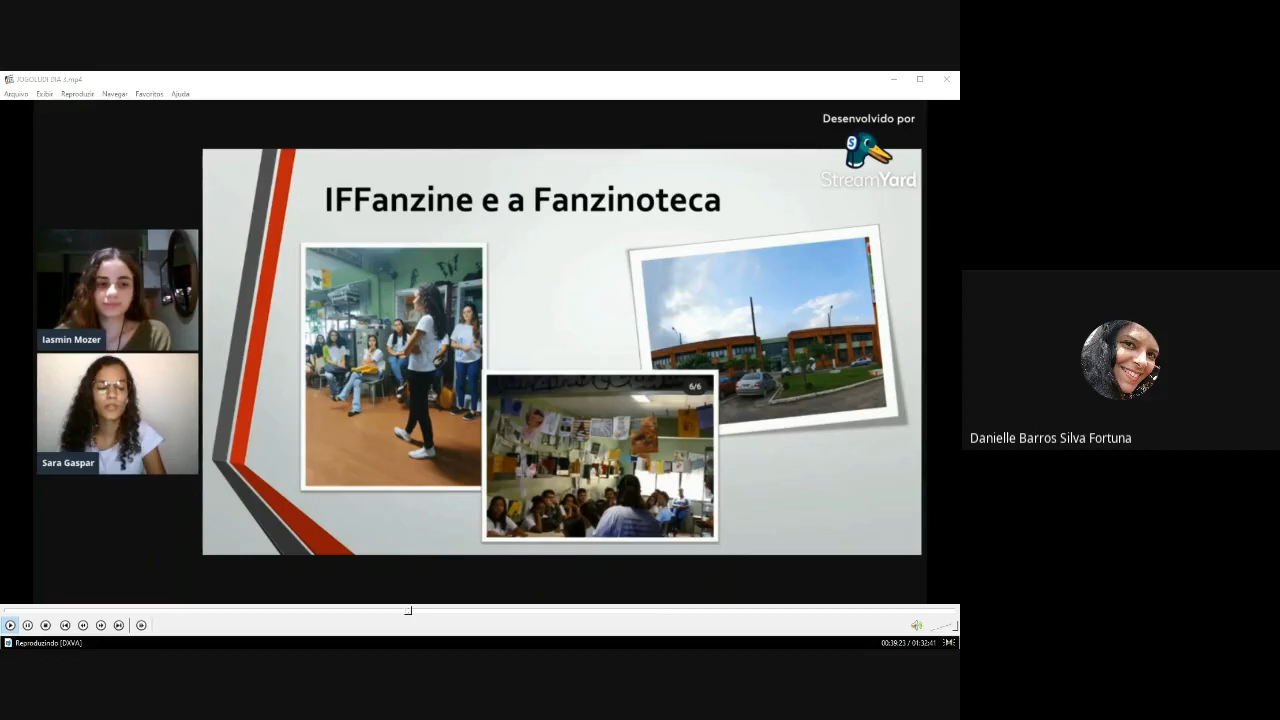 JOGOLUDI DIA 3.mp4
Arquivo Exibir Reproduzir Navegar Favoritos Ajuda
Desenvolvido por
StreamYard
IFFanzine e a Fanzinoteca
6/6
Iasmin Mozer
Sara Gaspar
Danielle Barros Silva Fortuna
Reproduzindo [DXVA]
00:39:23 / 01:32:41